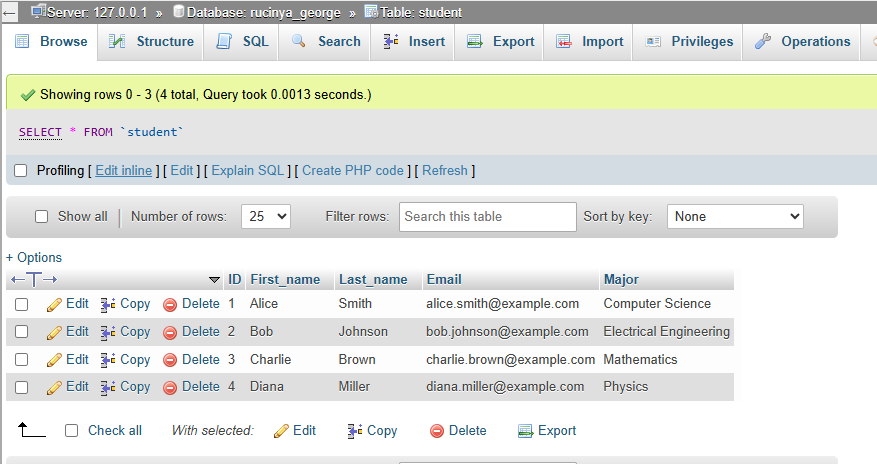 Server: 127.0.0.1 » Database: rucinya_george » Table: student
Browse Structure SQL Search Insert Export Import Privileges Operations
Showing rows 0 - 3 (4 total, Query took 0.0013 seconds.)
SELECT * FROM `student`
Profiling [ Edit inline ] [ Edit ] [ Explain SQL ] [ Create PHP code ] [ Refresh ]
Show all Number of rows: 25 Filter rows: Search this table Sort by key: None
+ Options
←T→ ID First_name Last_name Email Major
Edit Copy Delete 1 Alice Smith alice.smith@example.com Computer Science
Edit Copy Delete 2 Bob Johnson bob.johnson@example.com Electrical Engineering
Edit Copy Delete 3 Charlie Brown charlie.brown@example.com Mathematics
Edit Copy Delete 4 Diana Miller diana.miller@example.com Physics
Check all With selected: Edit Copy Delete Export